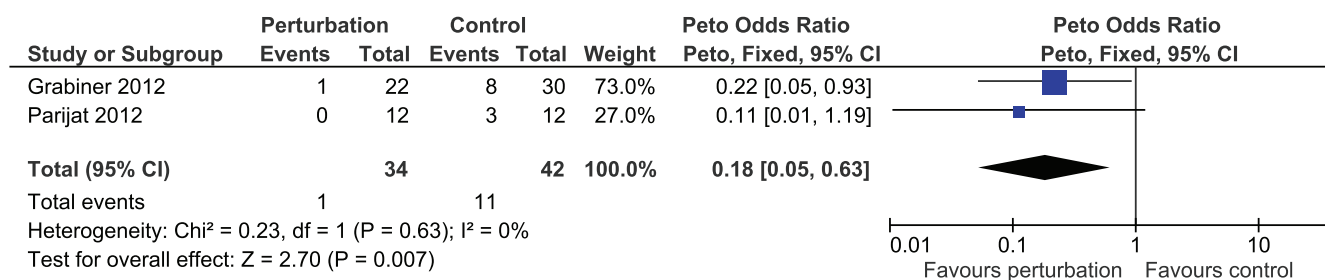 Perturbation Control Peto Odds Ratio Peto Odds Ratio
Study or Subgroup Events Total Events Total Weight Peto, Fixed, 95% CI Peto, Fixed, 95% CI
Grabiner 2012 1 22 8 30 73.0% 0.22 [0.05, 0.93]
Parijat 2012 0 12 3 12 27.0% 0.11 [0.01, 1.19]
Total (95% CI) 34 42 100.0% 0.18 [0.05, 0.63]
Total events 1 11
Heterogeneity: Chi² = 0.23, df = 1 (P = 0.63); I² = 0%
Test for overall effect: Z = 2.70 (P = 0.007)
0.01 0.1 1 10
Favours perturbation Favours control